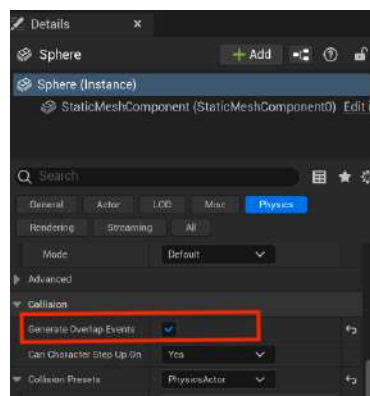 Details
Sphere
Add
Sphere (Instance)
StaticMeshComponent (StaticMeshComponent0) Edit i
Search
General Actor LOD Misc Physics
Rendering Streaming All
Mode Default
Advanced
Collision
Generate Overlap Events
Can Character Step Up On Yes
Collision Presets PhysicsActor